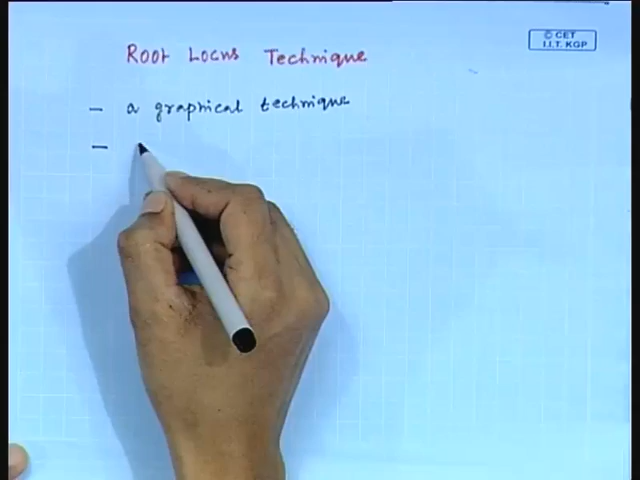 © CET
I.I.T. KGP
Root Locus Technique
- a graphical technique
-